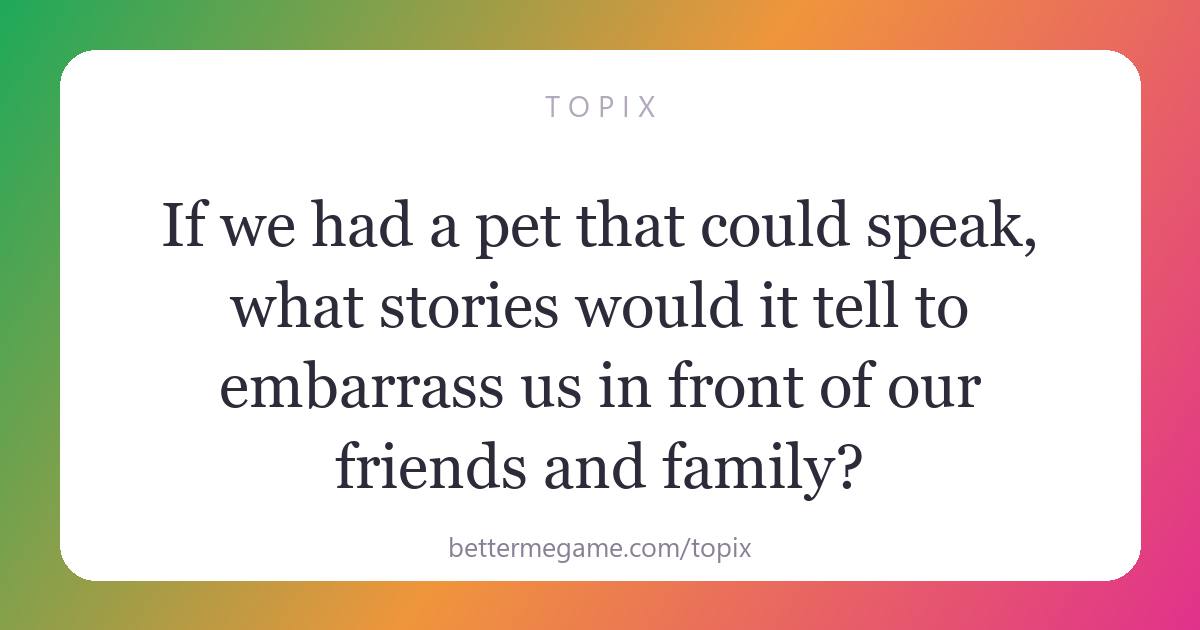 TOPIX
If we had a pet that could speak,
what stories would it tell to
embarrass us in front of our
friends and family?
bettermegame.com/topix